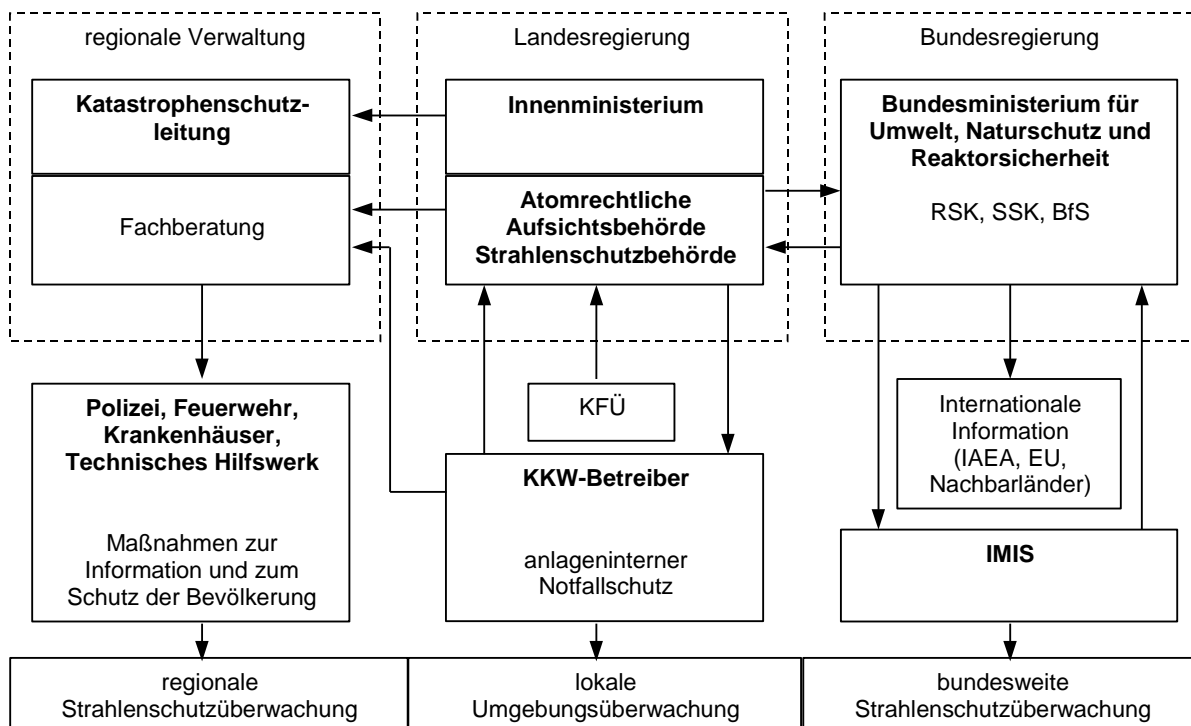 regionale Verwaltung
Katastrophenschutz-
leitung
Fachberatung
Polizei, Feuerwehr,
Krankenhäuser,
Technisches Hilfswerk
Maßnahmen zur
Information und zum
Schutz der Bevölkerung
regionale
Strahlenschutzüberwachung
Landesregierung
Innenministerium
Atomrechtliche
Aufsichtsbehörde
Strahlenschutzbehörde
KFÜ
KKW-Betreiber
anlageninterner
Notfallschutz
lokale
Umgebungsüberwachung
Bundesregierung
Bundesministerium für
Umwelt, Naturschutz und
Reaktorsicherheit
RSK, SSK, BfS
Internationale
Information
(IAEA, EU,
Nachbarländer)
IMIS
bundesweite
Strahlenschutzüberwachung